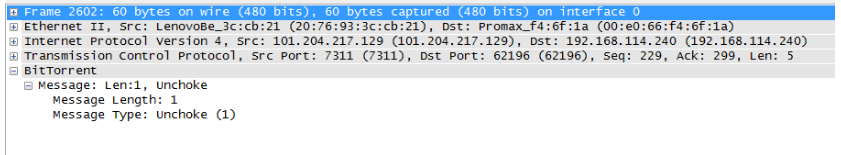 Frame 2602: 60 bytes on wire (480 bits), 60 bytes captured (480 bits) on interface 0
Ethernet II, Src: LenovoBe_3c:cb:21 (20:76:93:3c:cb:21), Dst: Promax_f4:6f:1a (00:e0:66:f4:6f:1a)
Internet Protocol Version 4, Src: 101.204.217.129 (101.204.217.129), Dst: 192.168.114.240 (192.168.114.240)
Transmission Control Protocol, Src Port: 7311 (7311), Dst Port: 62196 (62196), Seq: 229, Ack: 299, Len: 5
BitTorrent
Message: Len:1, Unchoke
Message Length: 1
Message Type: Unchoke (1)